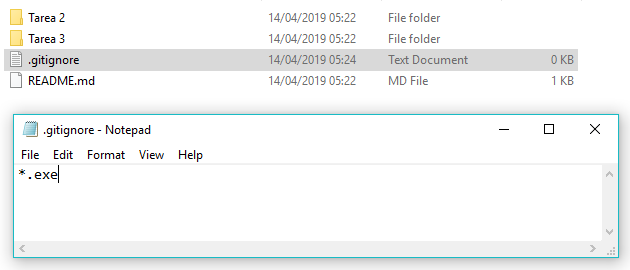 Tarea 2 14/04/2019 05:22 File folder
Tarea 3 14/04/2019 05:22 File folder
.gitignore 14/04/2019 05:24 Text Document 0 KB
README.md 14/04/2019 05:22 MD File 1 KB
.gitignore - Notepad
File Edit Format View Help
*.exe